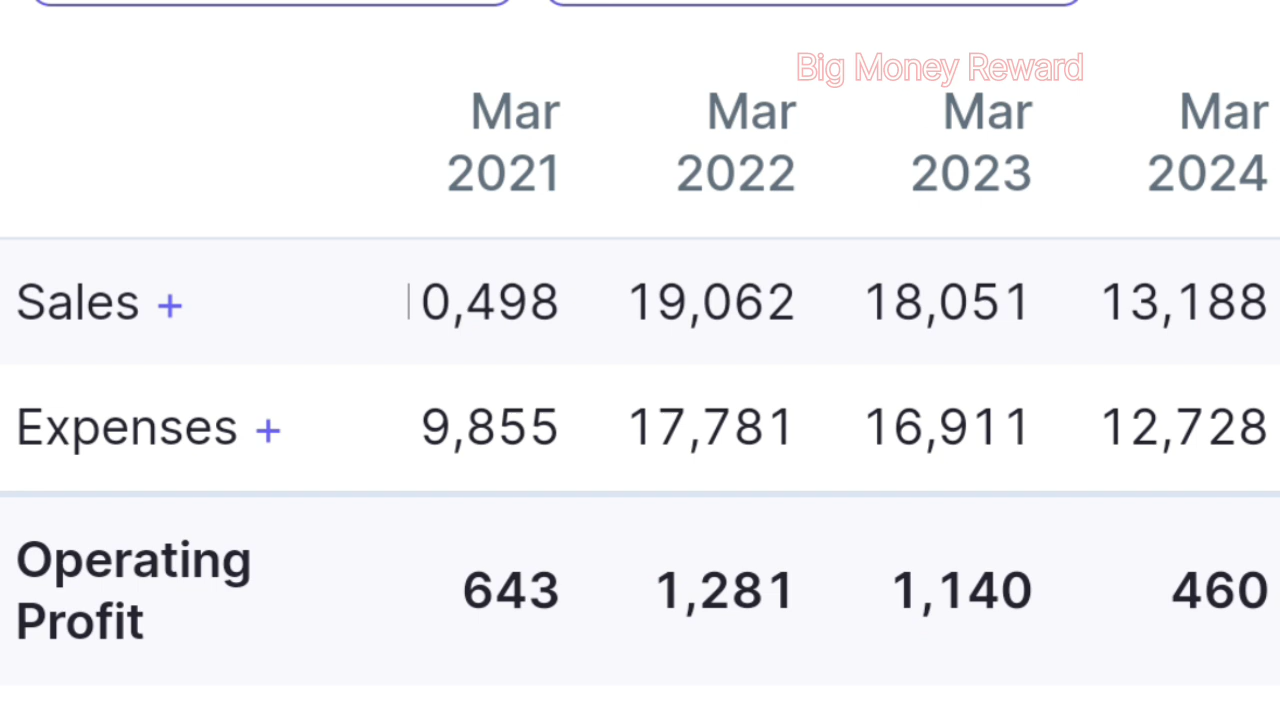 Big Money Reward
Mar 2021 Mar 2022 Mar 2023 Mar 2024
Sales + 10,498 19,062 18,051 13,188
Expenses + 9,855 17,781 16,911 12,728
Operating Profit 643 1,281 1,140 460